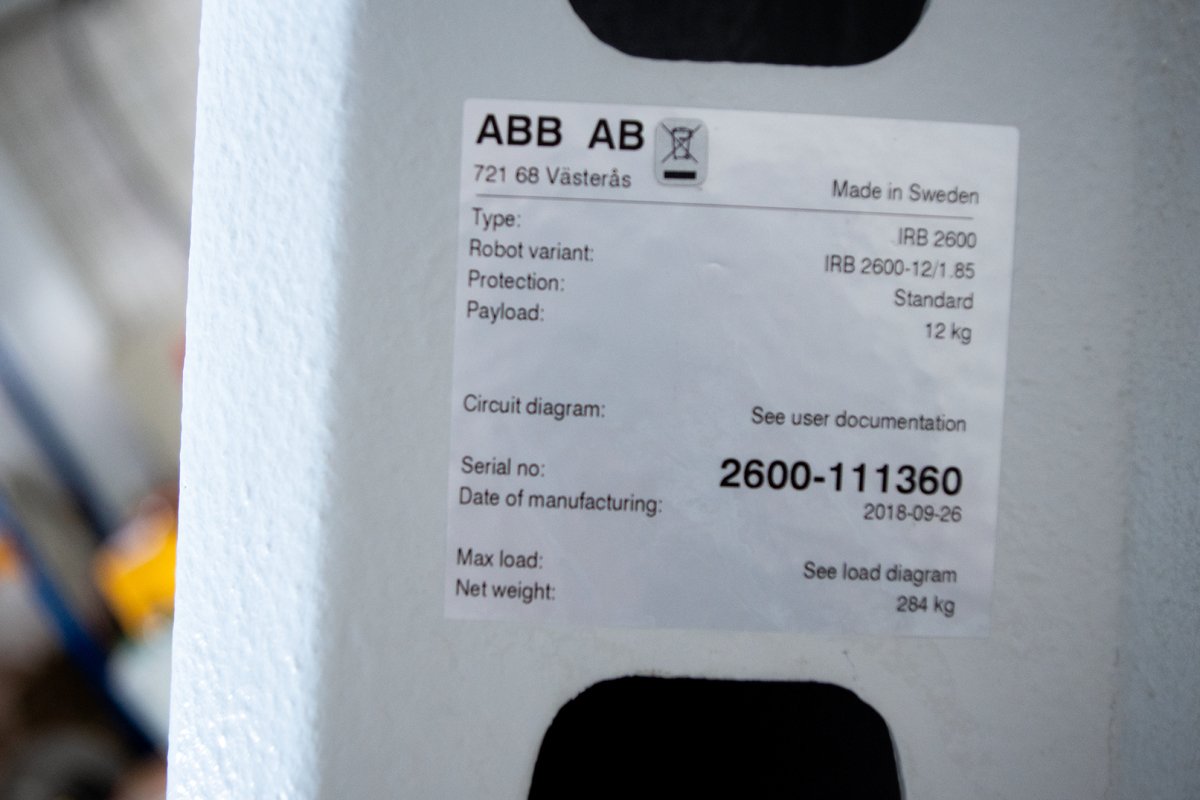 ABB AB
721 68 Västerås
Made in Sweden
Type: IRB 2600
Robot variant: IRB 2600-12/1.85
Protection: Standard
Payload: 12 kg
Circuit diagram: See user documentation
Serial no: 2600-111360
Date of manufacturing: 2018-09-26
Max load: See load diagram
Net weight: 284 kg